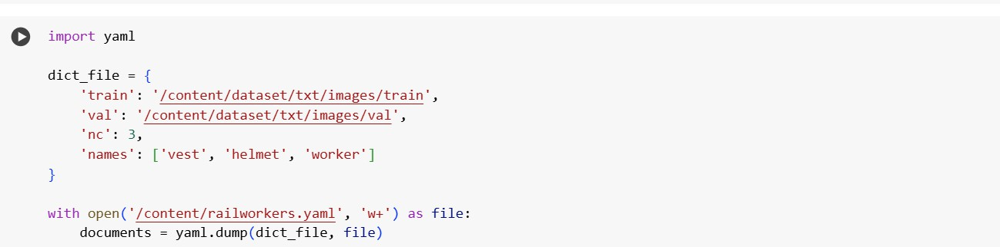 import yaml

dict_file = {
    'train': '/content/dataset/txt/images/train',
    'val': '/content/dataset/txt/images/val',
    'nc': 3,
    'names': ['vest', 'helmet', 'worker']
}

with open('/content/railworkers.yaml', 'w+') as file:
    documents = yaml.dump(dict_file, file)